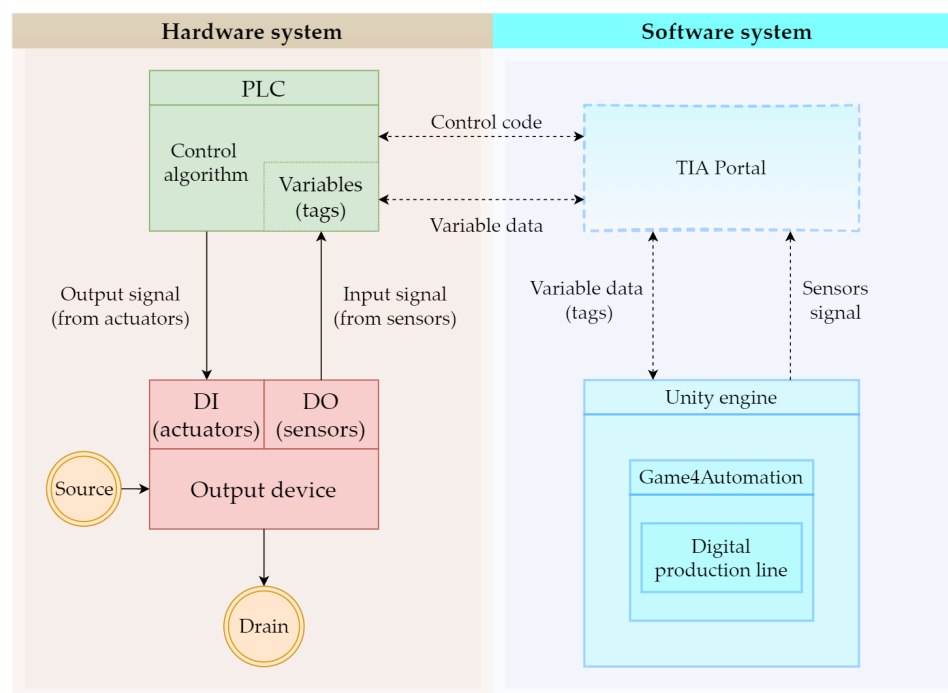 Hardware system
Software system
PLC
Control
algorithm
Variables
(tags)
Control code
Variable data
TIA Portal
Output signal
(from actuators)
Input signal
(from sensors)
Variable data
(tags)
Sensors
signal
DI
(actuators)
DO
(sensors)
Source
Output device
Drain
Unity engine
Game4Automation
Digital
production line